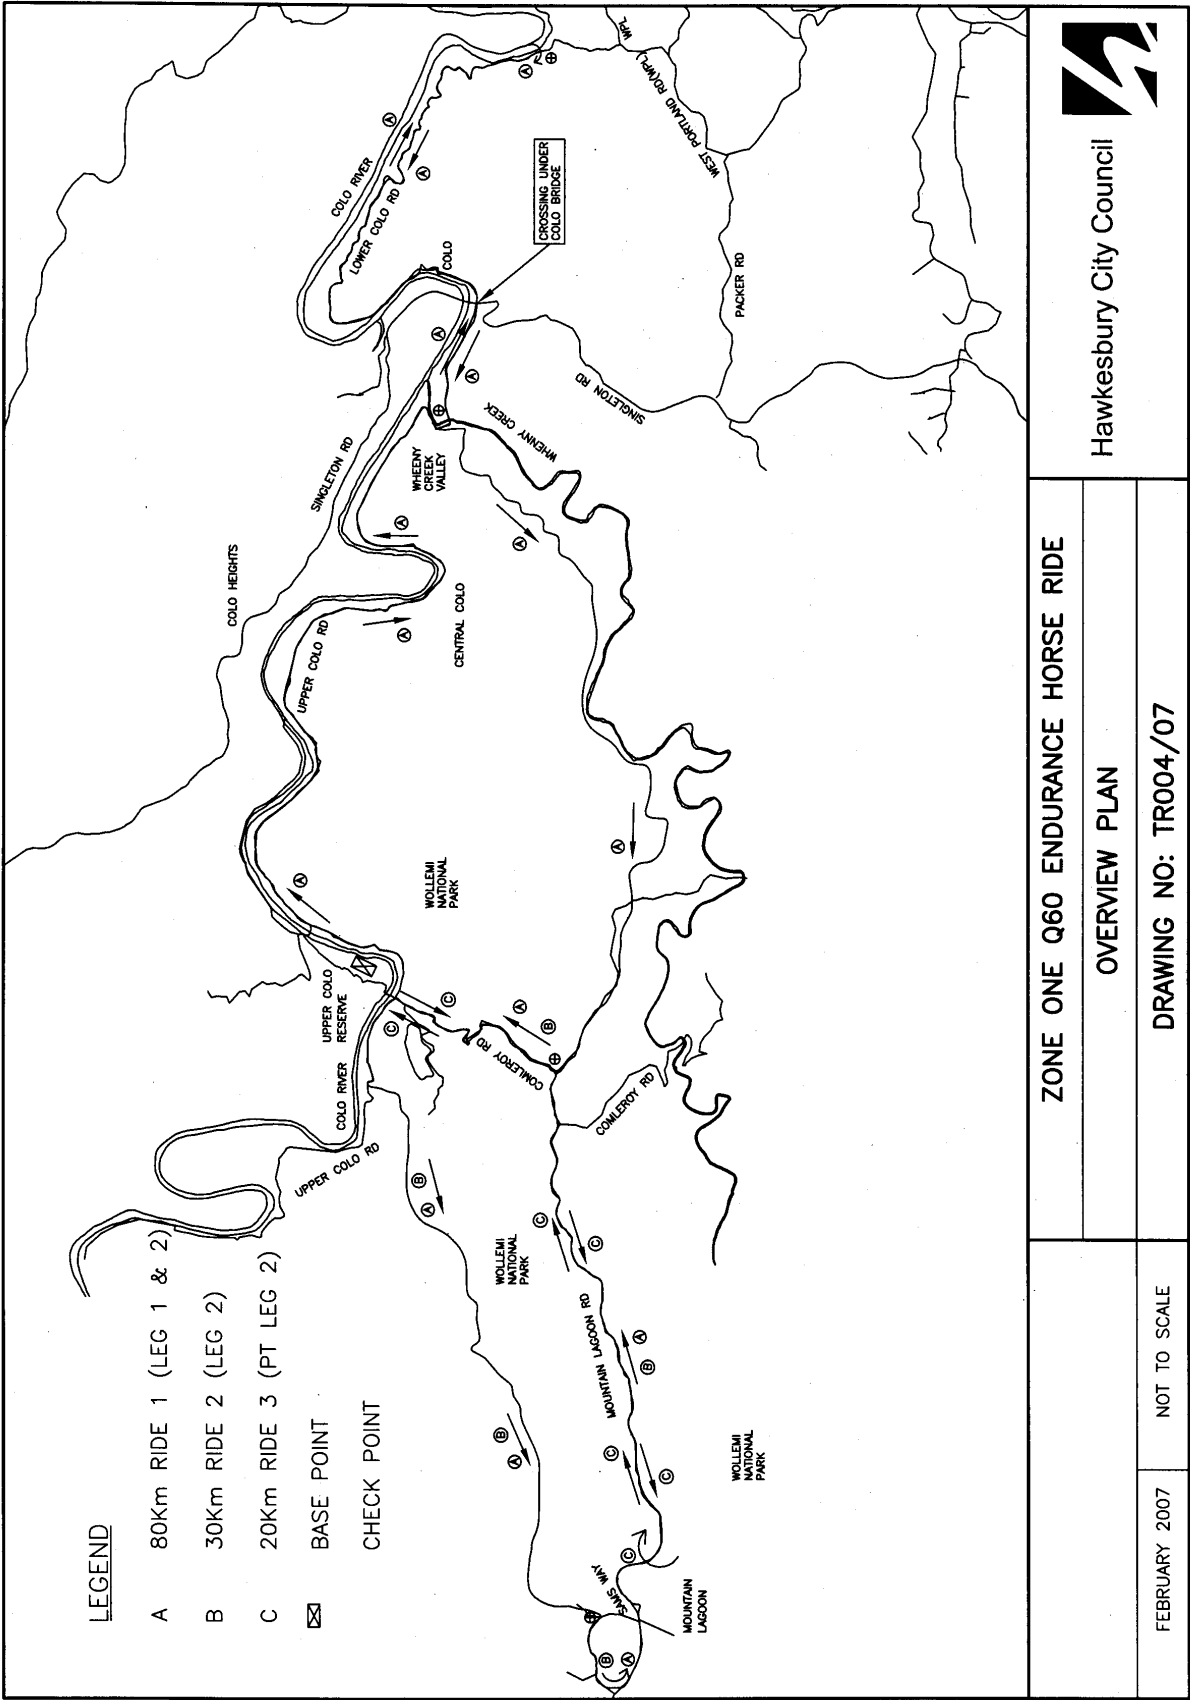 LEGEND
A 80Km RIDE 1 (LEG 1 & 2)
B 30Km RIDE 2 (LEG 2)
C 20Km RIDE 3 (PT LEG 2)
BASE POINT
CHECK POINT
COLO HEIGHTS
SINGLETON RD
COLO RIVER
LOWER COLO RD
COLO
CROSSING UNDER
COLO BRIDGE
WPL
WEST PORTLAND RD(WPL)
PACKER RD
SINGLETON RD
WHENNY CREEK
WHEENY
CREEK
VALLEY
UPPER COLO RD
CENTRAL COLO
WOLLEMI
NATIONAL
PARK
UPPER COLO
RESERVE
COLO RIVER
UPPER COLO RD
COMLEROY RD
COMLEROY RD
WOLLEMI
NATIONAL
PARK
MOUNTAIN LAGOON RD
WOLLEMI
NATIONAL
PARK
SAMS WAY
MOUNTAIN
LAGOON
A
A
A
A
A
A
A
A
A
A
C
C
A
B
B
A
C
C
B
A
A
B
C
C
C
B
A
FEBRUARY 2007
NOT TO SCALE
ZONE ONE Q60 ENDURANCE HORSE RIDE
OVERVIEW PLAN
DRAWING NO: TR004/07
Hawkesbury City Council